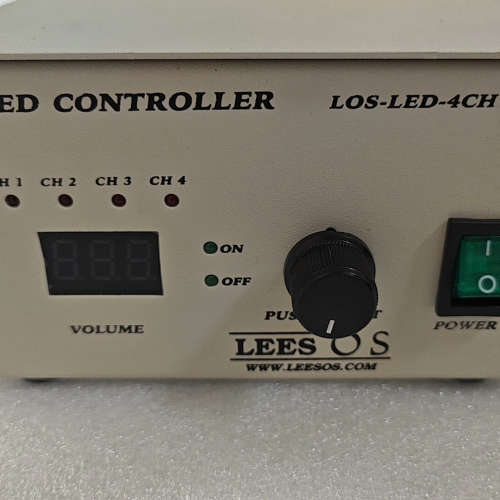 ED CONTROLLER LOS-LED-4CH
H 1 CH 2 CH 3 CH 4
ON
OFF
VOLUME
POWER
LEES OS
WWW.LEESOS.COM